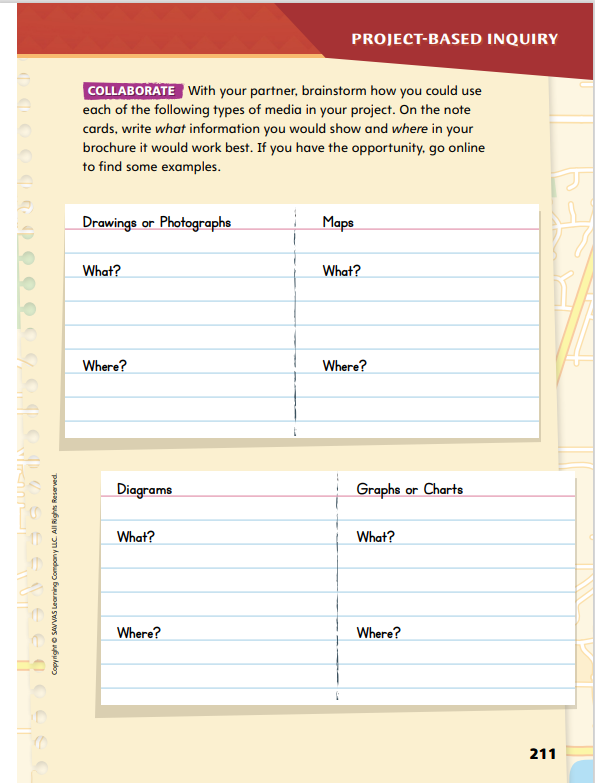 PROJECT-BASED INQUIRY
COLLABORATE With your partner, brainstorm how you could use
each of the following types of media in your project. On the note
cards, write what information you would show and where in your
brochure it would work best. If you have the opportunity, go online
to find some examples.
Drawings or Photographs
What?
Where?
Maps
What?
Where?
Diagrams
What?
Where?
Graphs or Charts
What?
Where?
Copyright © SAVVAS Learning Company LLC. All Rights Reserved.
211